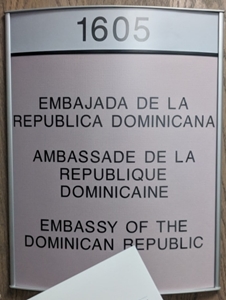 1605
EMBAJADA DE LA
REPUBLICA DOMINICANA
AMBASSADE DE LA
REPUBLIQUE
DOMINICAINE
EMBASSY OF THE
DOMINICAN REPUBLIC